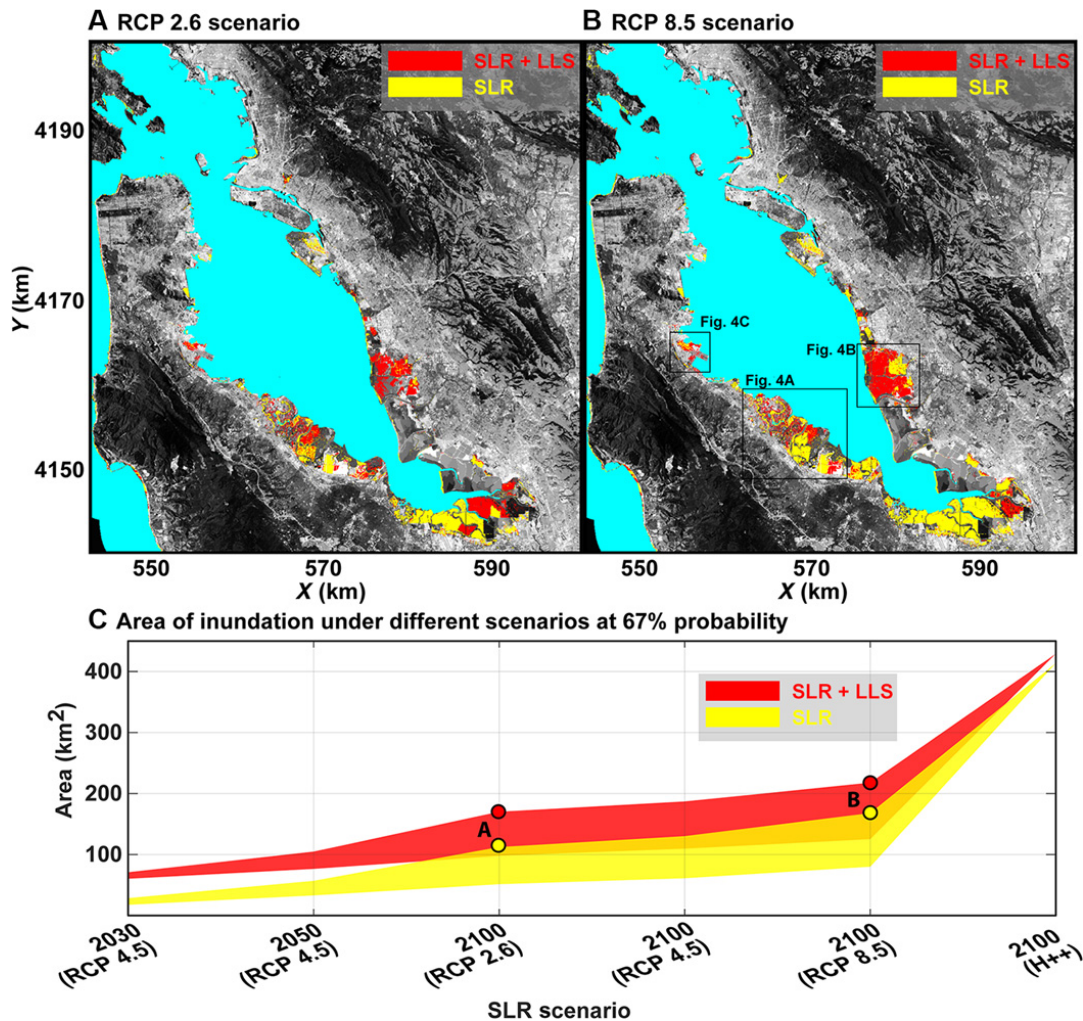 A RCP 2.6 scenario
SLR + LLS
SLR
B RCP 8.5 scenario
SLR + LLS
SLR
Fig. 4C
Fig. 4B
Fig. 4A
4190
4170
4150
Y (km)
550
570
590
X (km)
550
570
590
X (km)
C Area of inundation under different scenarios at 67% probability
SLR + LLS
SLR
400
300
200
100
Area (km²)
A
B
2030
(RCP 4.5)
2050
(RCP 4.5)
2100
(RCP 2.6)
2100
(RCP 4.5)
2100
(RCP 8.5)
2100
(H++)
SLR scenario